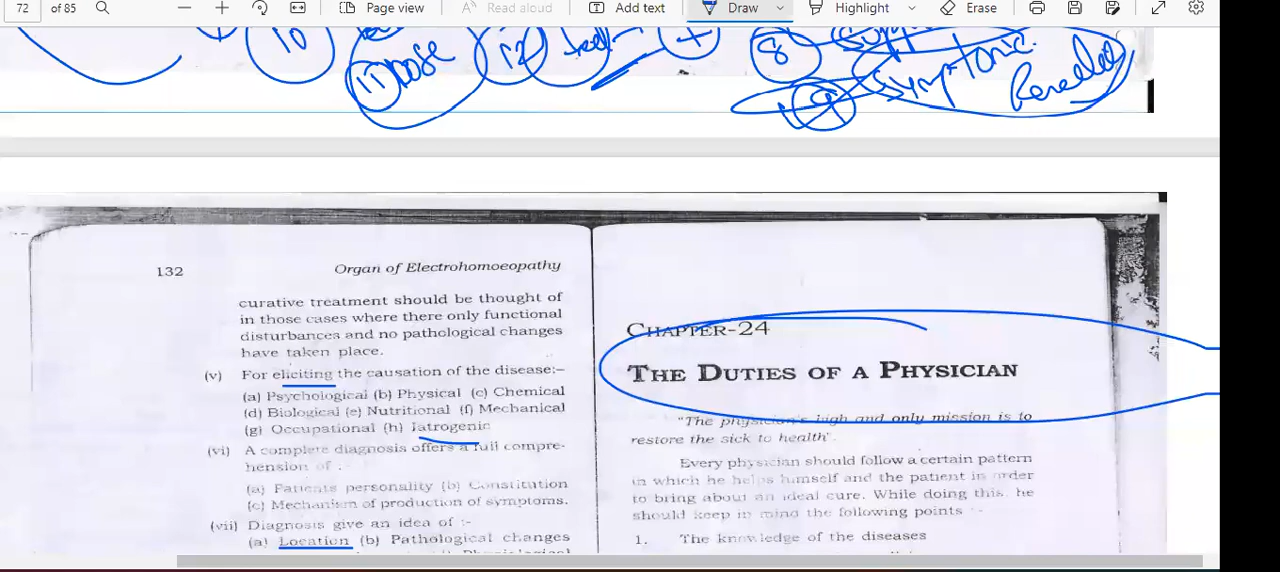 72 of 85 Page view Read aloud Add text Draw Highlight Erase
10
12
+
8
11 Dose
9 Symptoms
132 Organ of Electrohomoeopathy
curative treatment should be thought of
in those cases where there only functional
disturbances and no pathological changes
have taken place.
(v) For eliciting the causation of the disease:–
(a) Psychological (b) Physical (c) Chemical
(d) Biological (e) Nutritional (f) Mechanical
(g) Occupational (h) Iatrogenic
(vi) A complete diagnosis offers a full compre-
hension of :
(a) Patients personality (b) Constitution
(c) Mechanism of production of symptoms.
(vii) Diagnosis give an idea of :-
(a) Location (b) Pathological changes
CHAPTER-24
THE DUTIES OF A PHYSICIAN
"The physician's high and only mission is to
restore the sick to health'.
Every physician should follow a certain pattern
in which he helps himself and the patient in order
to bring about an ideal cure. While doing this, he
should keep in mind the following points :-
1. The knowledge of the diseases